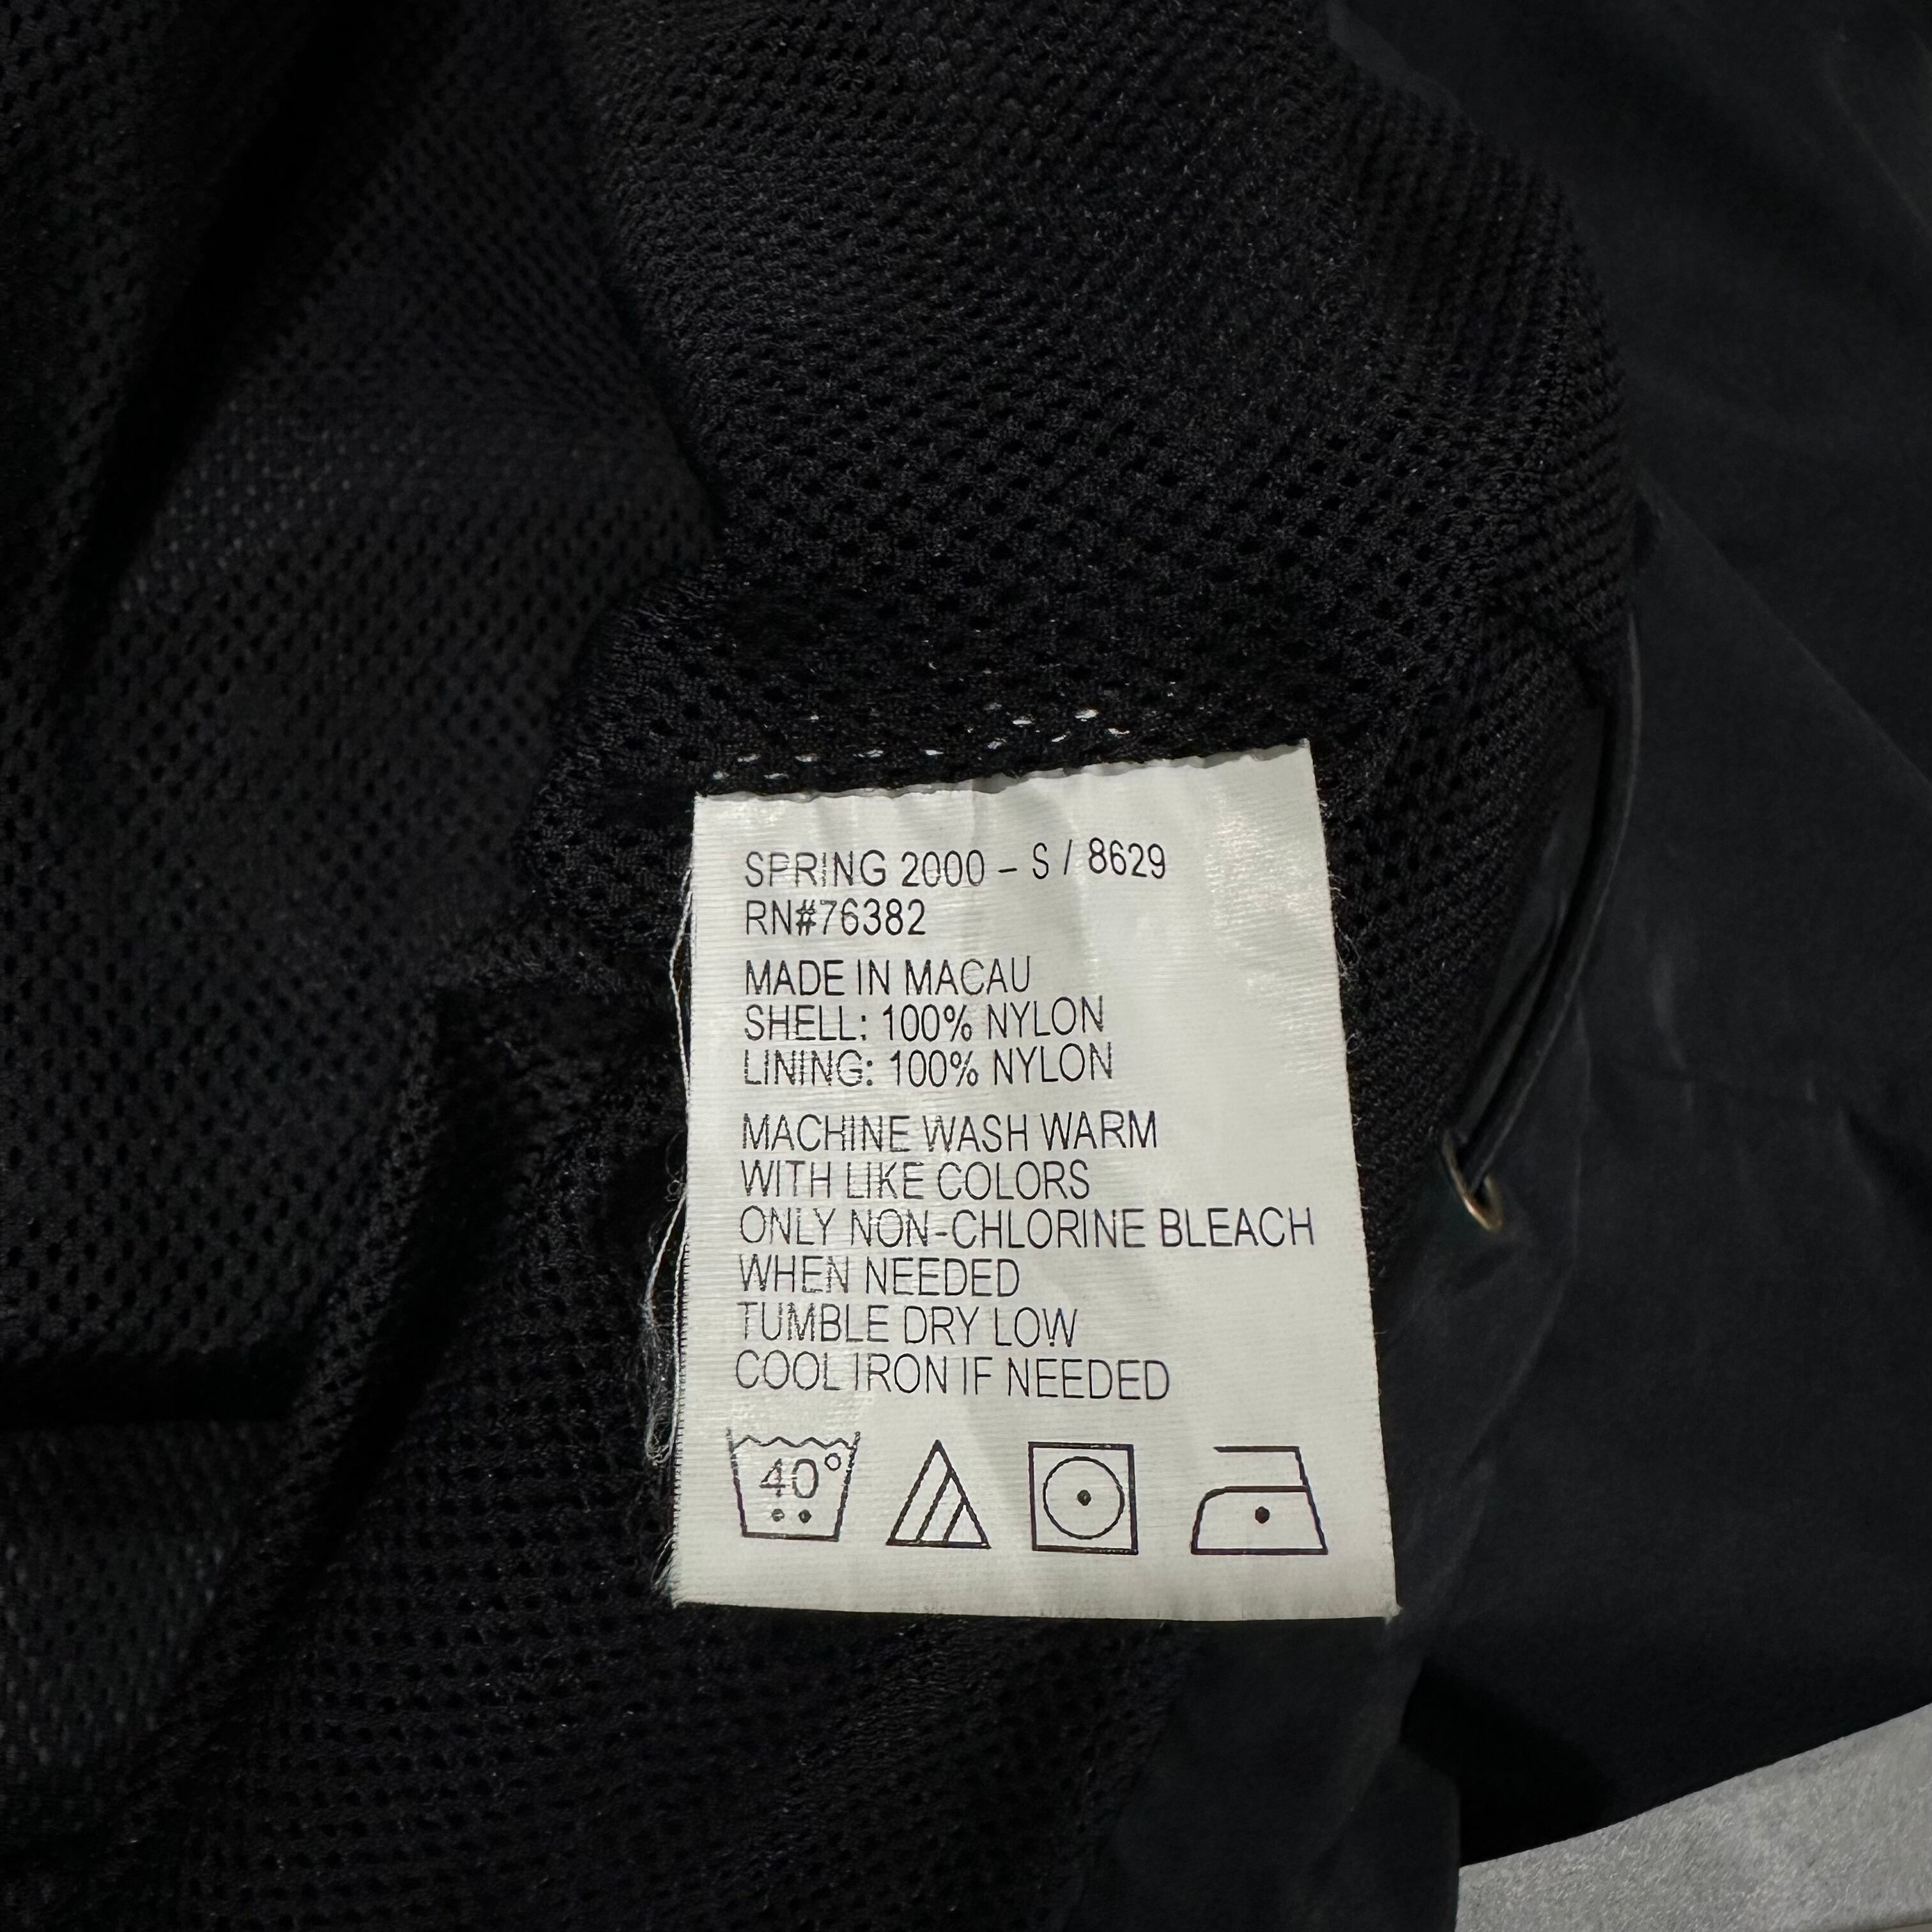 SPRING 2000 – S / 8629
RN#76382
MADE IN MACAU
SHELL: 100% NYLON
LINING: 100% NYLON
MACHINE WASH WARM
WITH LIKE COLORS
ONLY NON-CHLORINE BLEACH
WHEN NEEDED
TUMBLE DRY LOW
COOL IRON IF NEEDED
40°